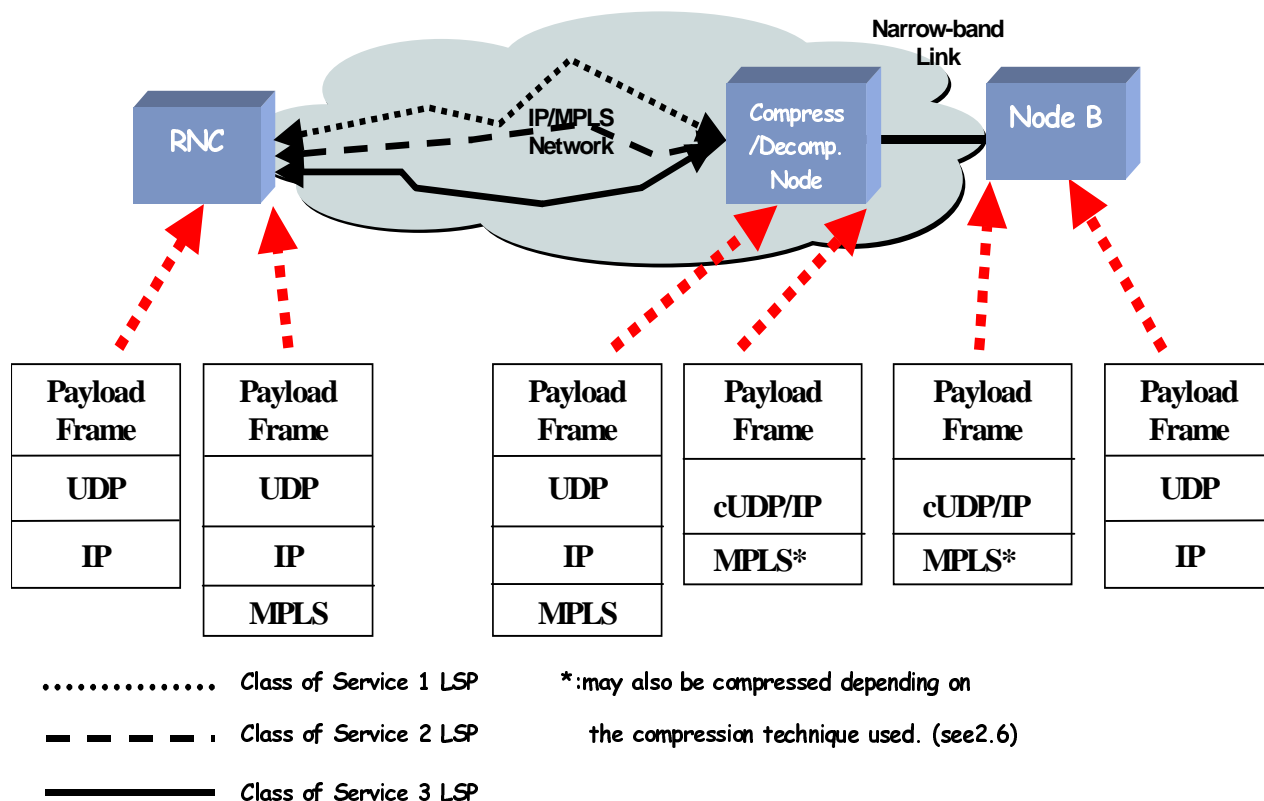 Narrow-band
Link
RNC
IP/MPLS
Network
Compress
/Decomp.
Node
Node B
Payload
Frame
UDP
IP
Payload
Frame
UDP
IP
MPLS
Payload
Frame
UDP
IP
MPLS
Payload
Frame
cUDP/IP
MPLS*
Payload
Frame
cUDP/IP
MPLS*
Payload
Frame
UDP
IP
Class of Service 1 LSP
Class of Service 2 LSP
Class of Service 3 LSP
*:may also be compressed depending on
the compression technique used. (see2.6)